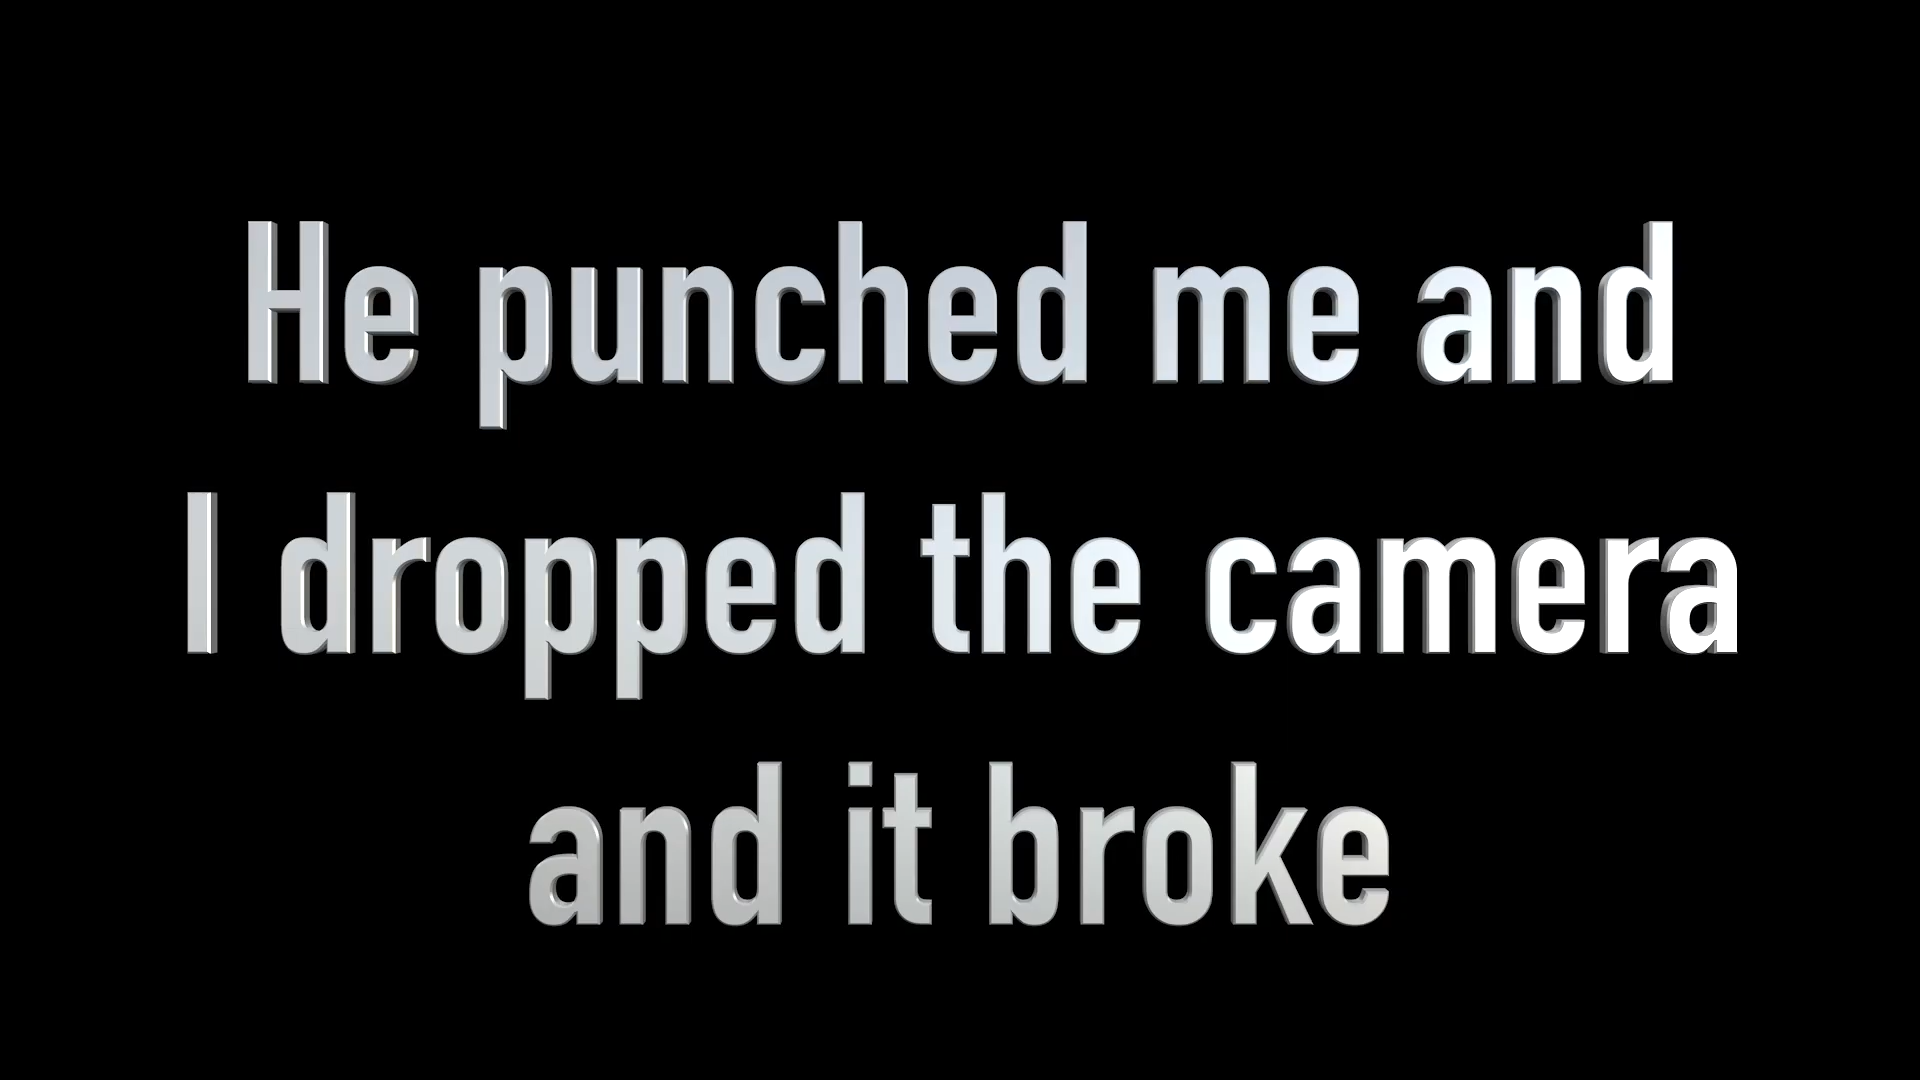 He punched me and
I dropped the camera
and it broke